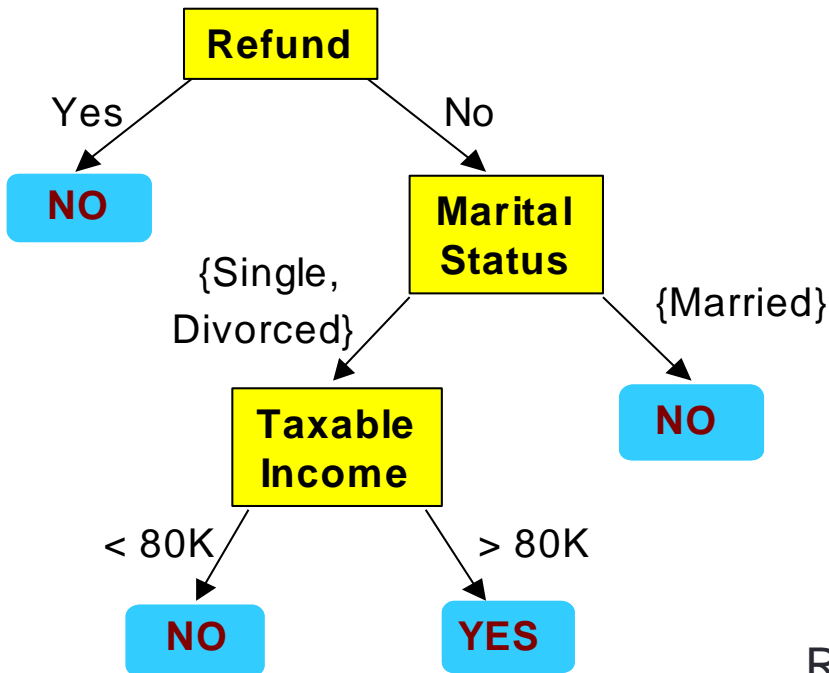 Refund
Yes
No
NO
Marital
Status
{Single,
Divorced}
{Married}
Taxable
Income
NO
< 80K
> 80K
NO
YES
R